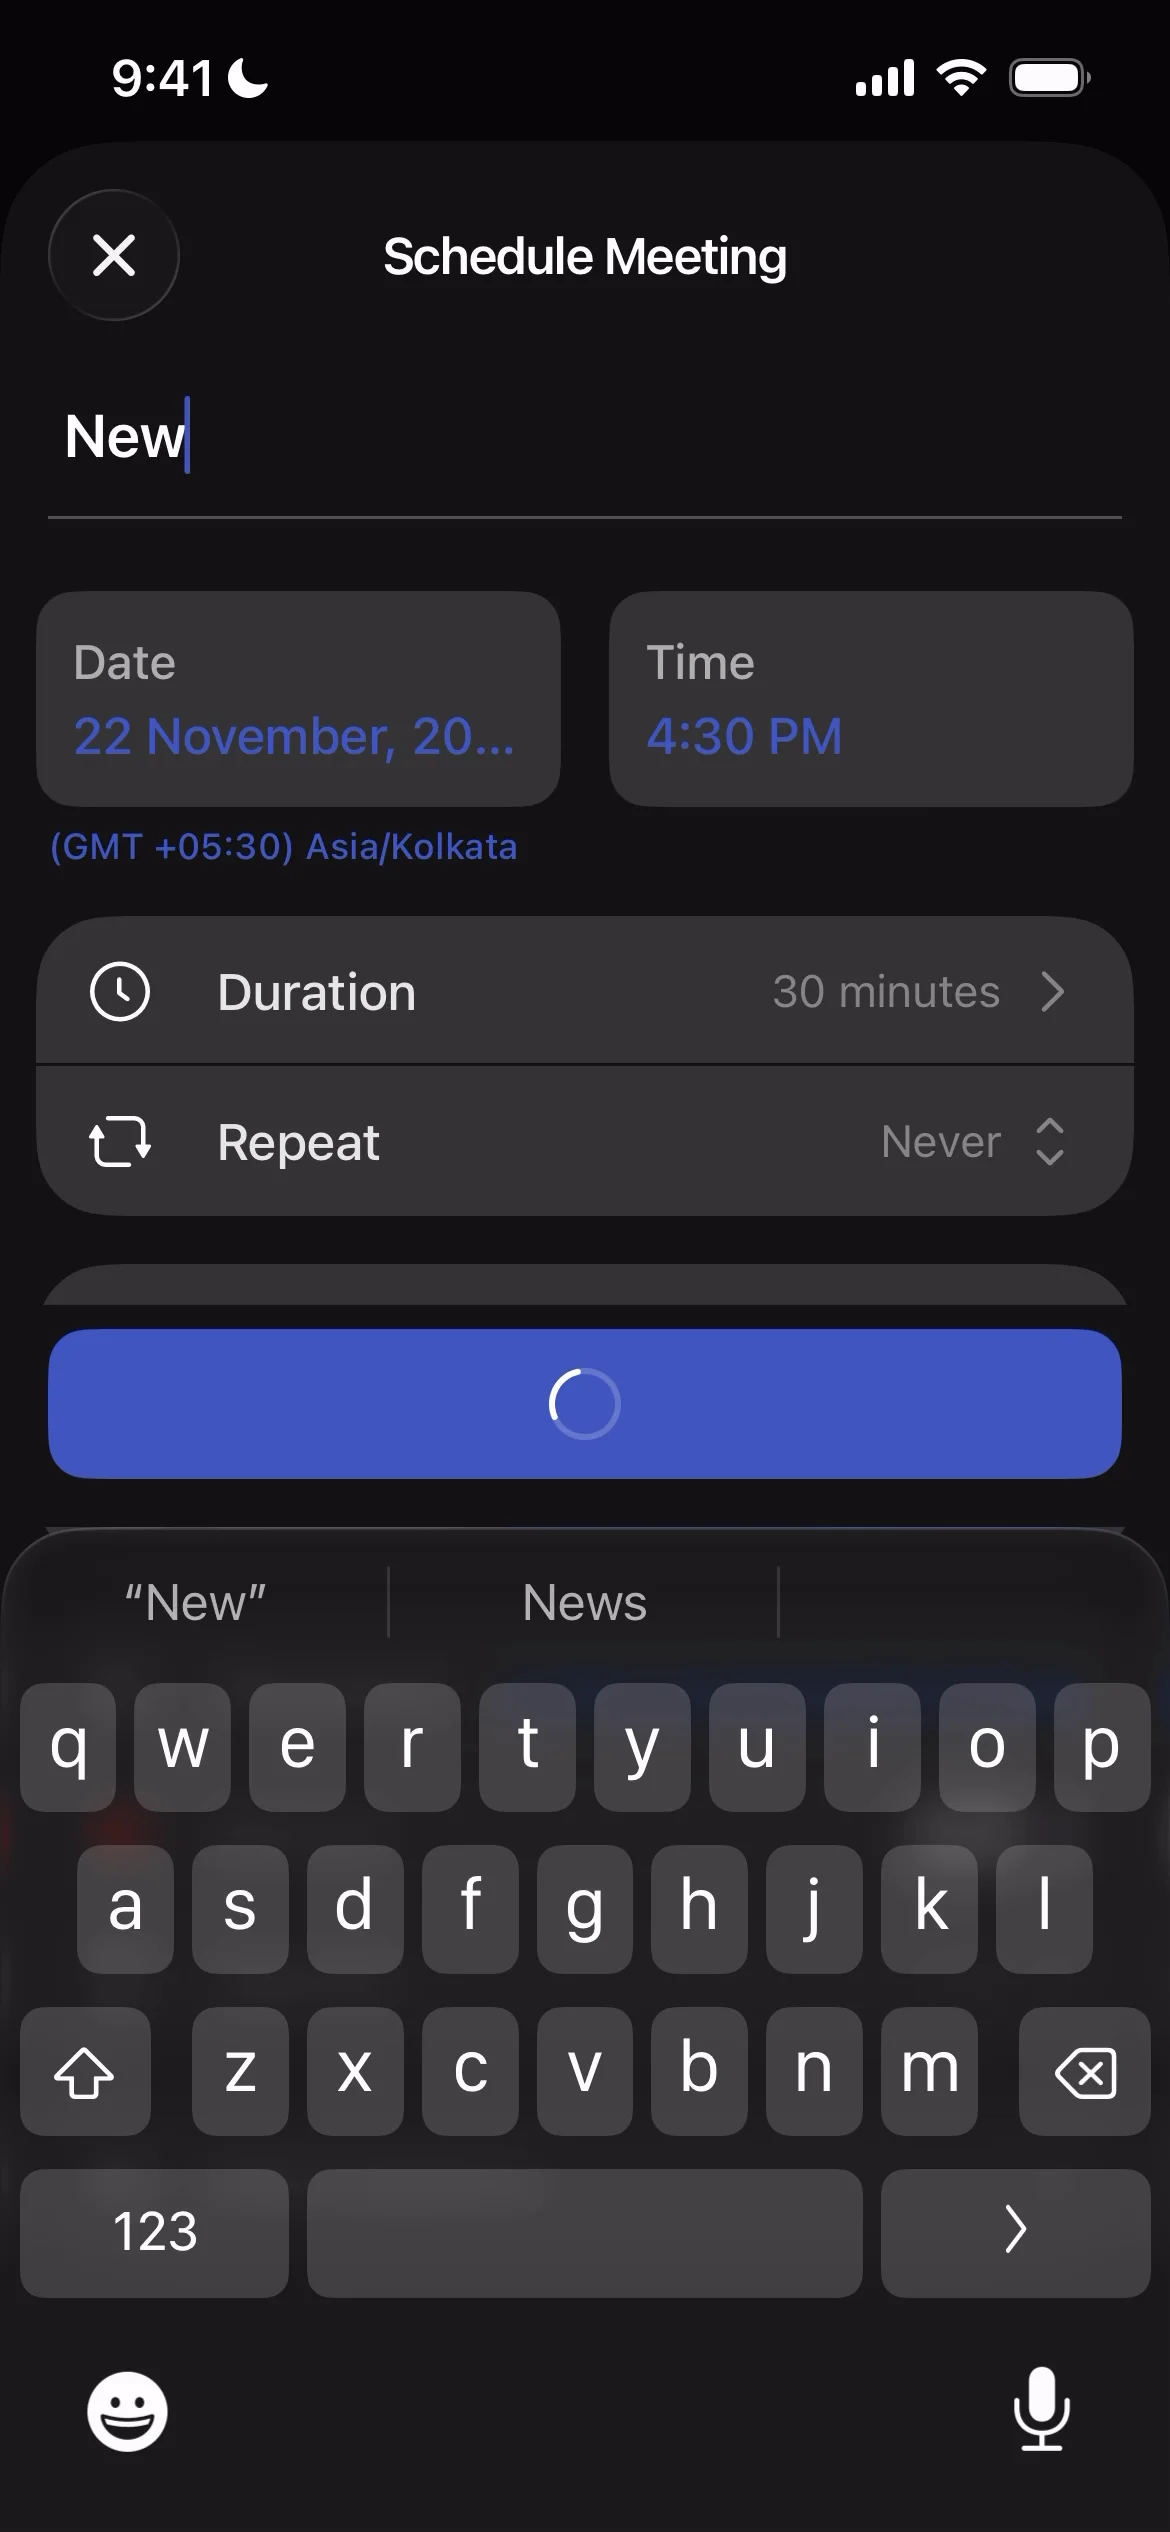 9:41
Schedule Meeting
New
Date
22 November, 20...
Time
4:30 PM
(GMT +05:30) Asia/Kolkata
Duration
30 minutes
Repeat
Never
“New”
News
q w e r t y u i o p
a s d f g h j k l
z x c v b n m
123